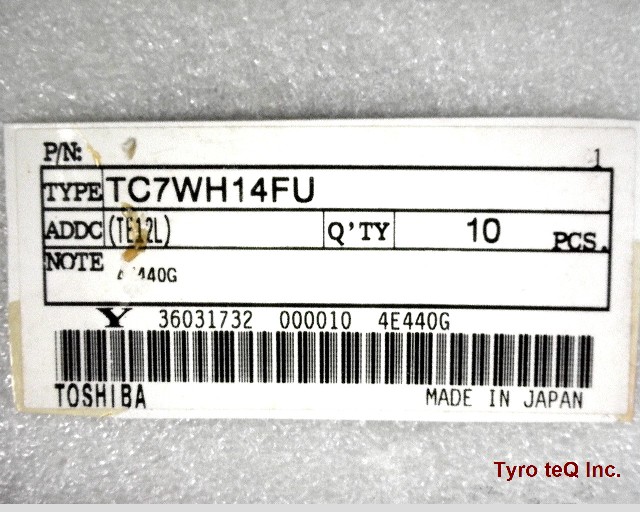 P/N: 1
TYPE TC7WH14FU
ADDC (TE12L) Q'TY 10 PCS.
NOTE 440G
Y 36031732 000010 4E440G
TOSHIBA MADE IN JAPAN
Tyro teQ Inc.